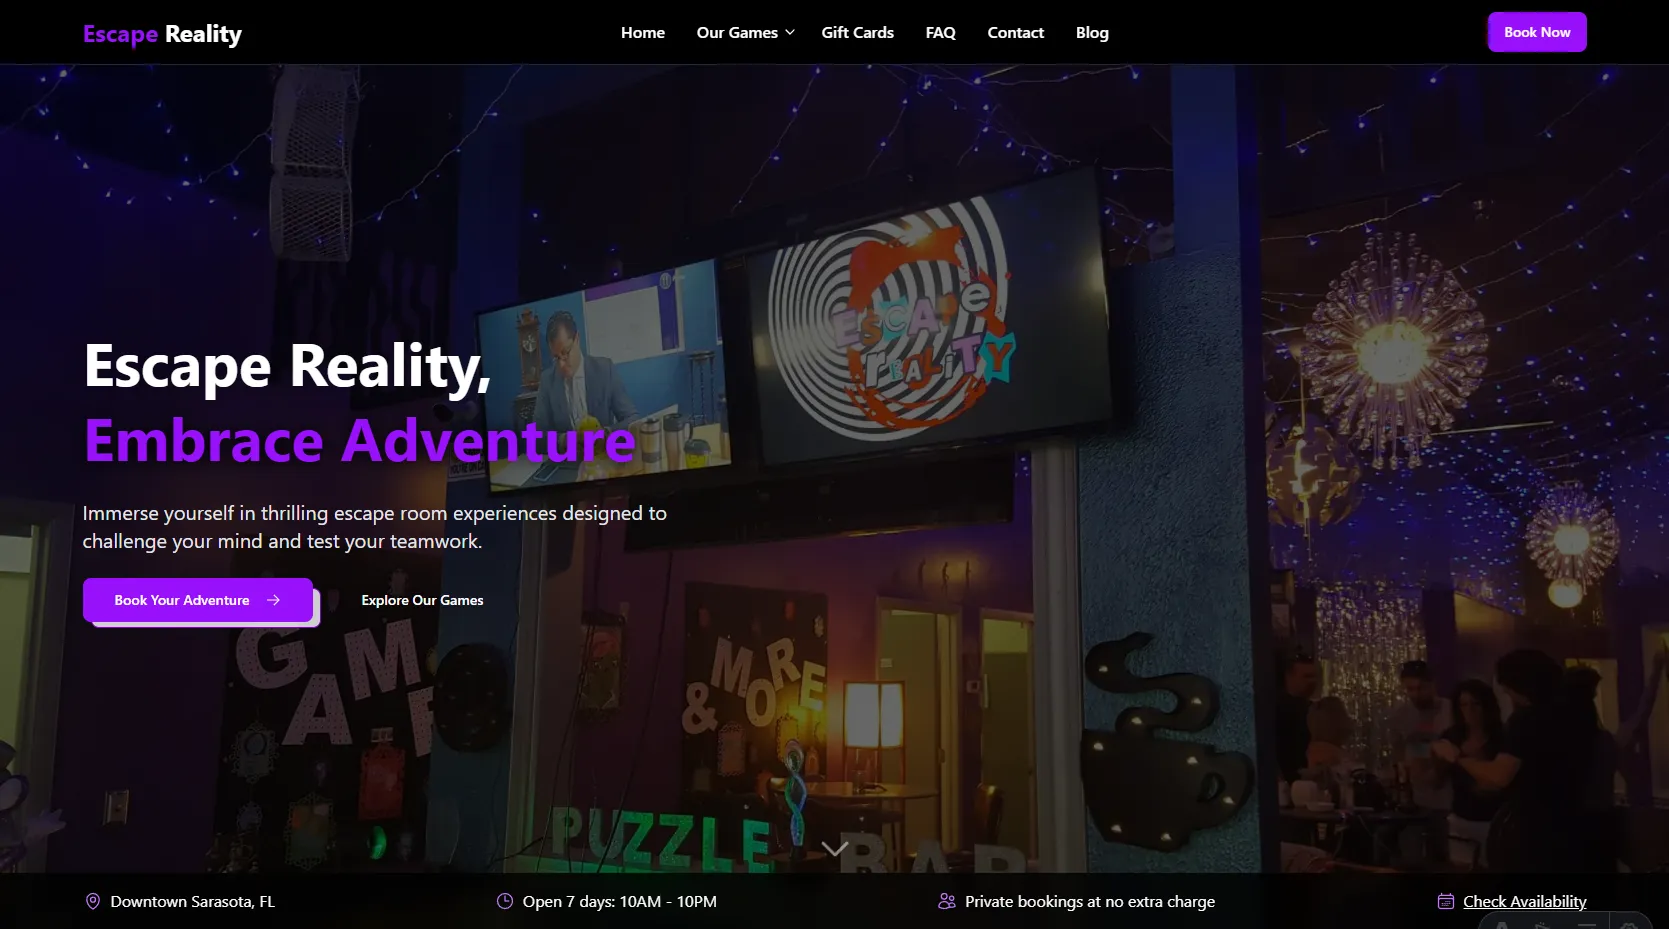 Escape Reality
Home
Our Games
Gift Cards
FAQ
Contact
Blog
Book Now
ESCAPe
reALiTY
Escape Reality,
Embrace Adventure
Immerse yourself in thrilling escape room experiences designed to
challenge your mind and test your teamwork.
Book Your Adventure
Explore Our Games
GAME
& MORE
PUZZLE
BAR
Downtown Sarasota, FL
Open 7 days: 10AM - 10PM
Private bookings at no extra charge
Check Availability